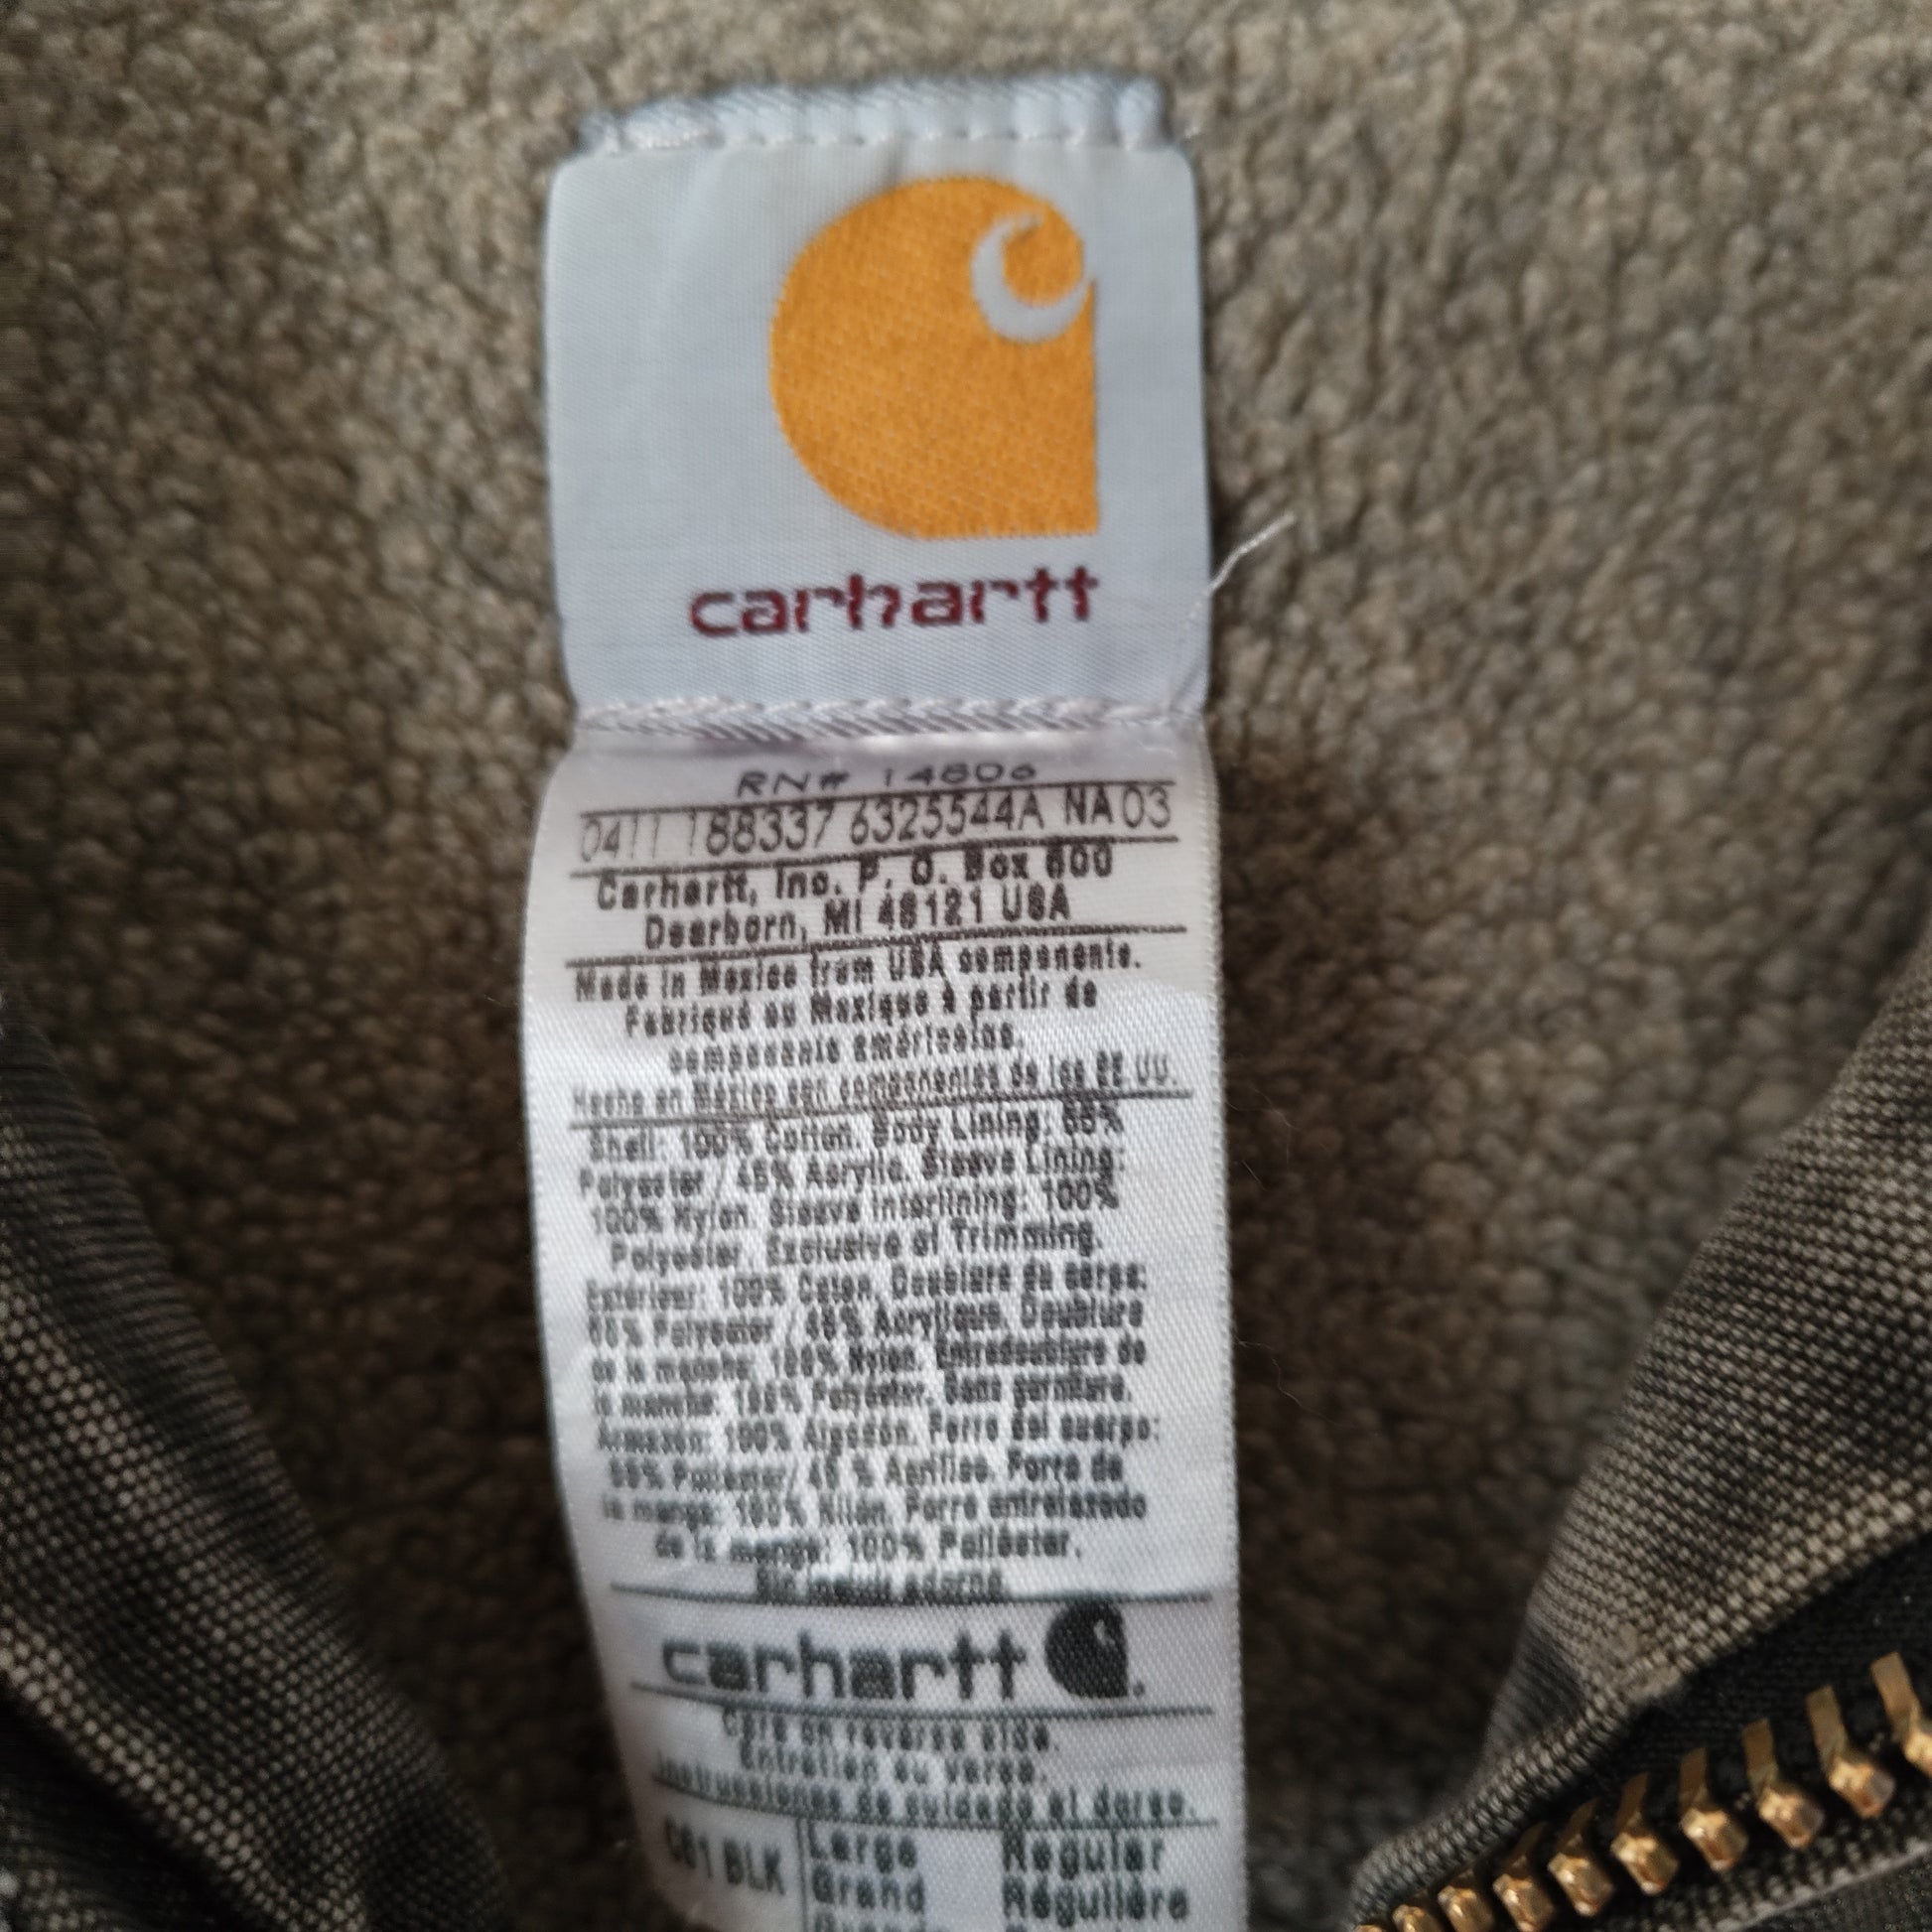 carhartt
RN# 14806
0411 188337 6325544A NA 03
Carhartt, Inc. P. O. Box 600
Dearborn, MI 48121 USA
Made in Mexico from USA components.
Fabriqué au Mexique à partir de
composants américains.
Hecho en México con componentes de los EE UU.
Shell: 100% Cotton. Body Lining: 55%
Polyester / 45% Acrylic. Sleeve Lining:
100% Nylon. Sleeve Interlining: 100%
Polyester. Exclusive of Trimming.
Extérieur: 100% Coton. Doublure du corps:
55% Polyester / 45% Acrylique. Doublure
de la manche: 100% Nylon. Entredoublure de
la manche: 100% Polyester. Sans garniture.
Armazón: 100% Algodón. Forro del cuerpo:
55% Poliéster/ 45 % Acrílico. Forro de
la manga: 100% Nilón. Forro entrelazado
de la manga: 100% Poliéster.
Sin incluir adorno.
carhartt
Care on reverse side.
Entretien au verso.
Instrucciones de cuidado al dorso.
BLK Large Regular
Grand Régulière